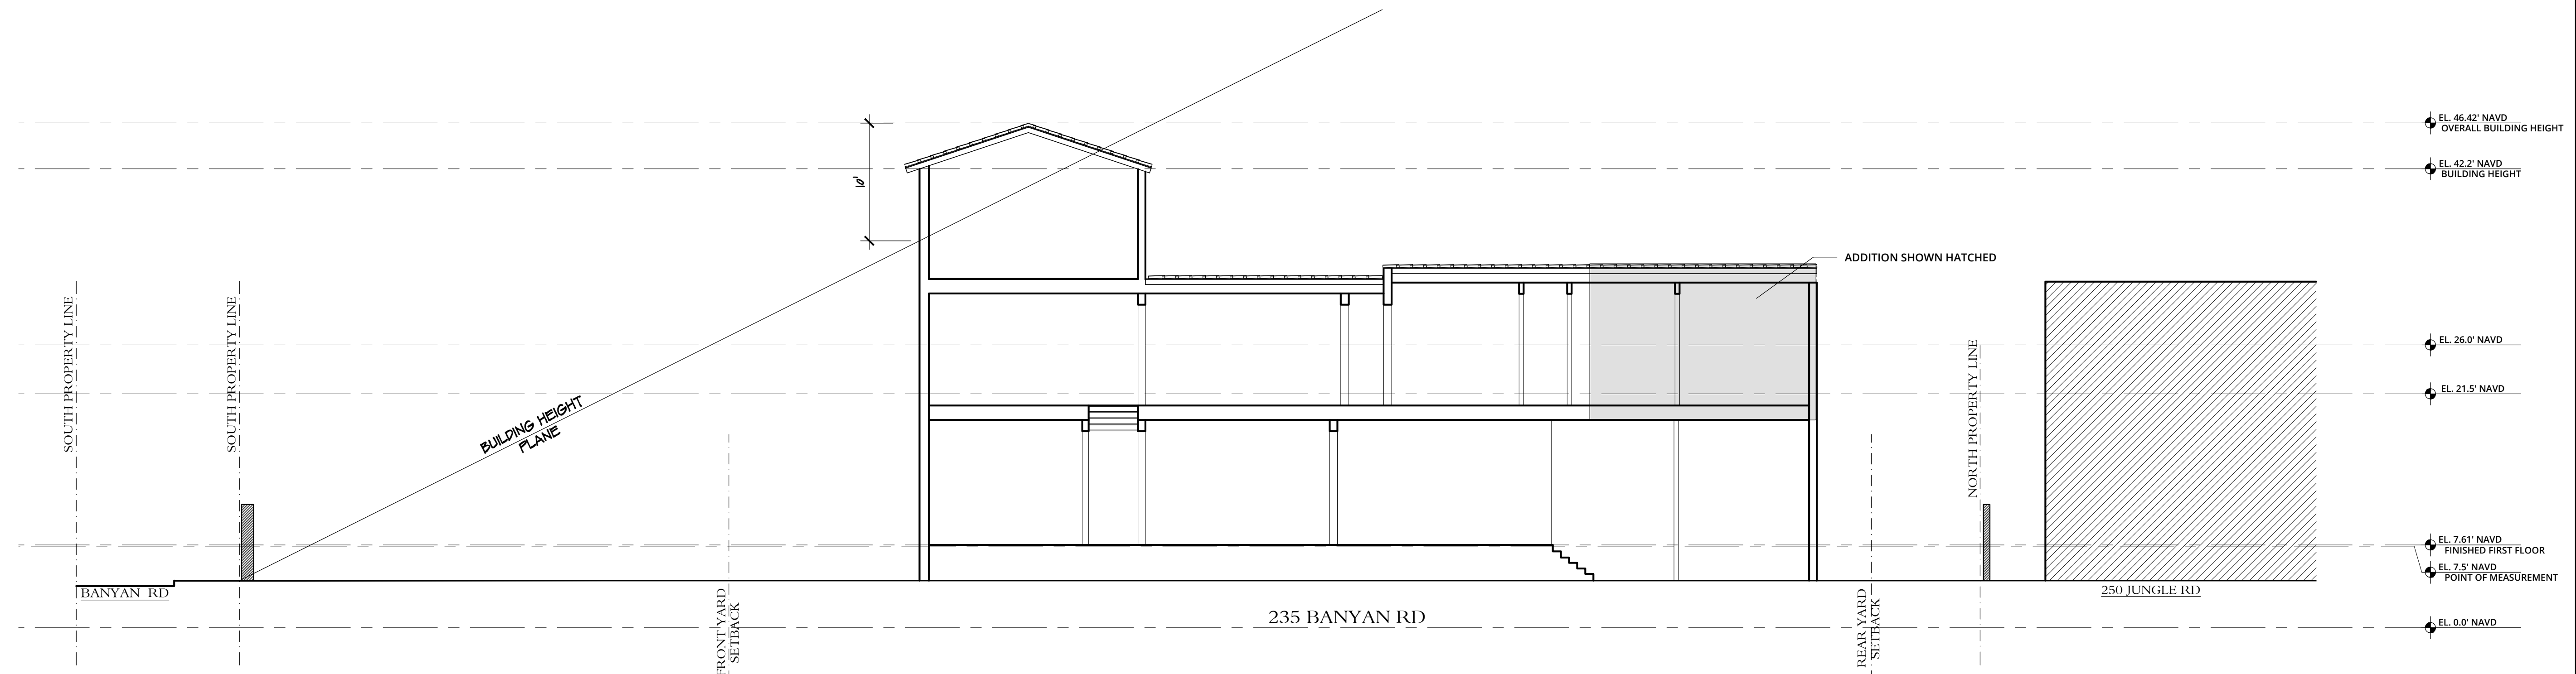 EL. 46.42' NAVD
OVERALL BUILDING HEIGHT
EL. 42.2' NAVD
BUILDING HEIGHT
10'
ADDITION SHOWN HATCHED
SOUTH PROPERTY LINE
SOUTH PROPERTY LINE
NORTH PROPERTY LINE
EL. 26.0' NAVD
EL. 21.5' NAVD
BUILDING HEIGHT
PLANE
EL. 7.61' NAVD
FINISHED FIRST FLOOR
EL. 7.5' NAVD
POINT OF MEASUREMENT
BANYAN RD
250 JUNGLE RD
FRONT YARD
SETBACK
235 BANYAN RD
REAR YARD
SETBACK
EL. 0.0' NAVD